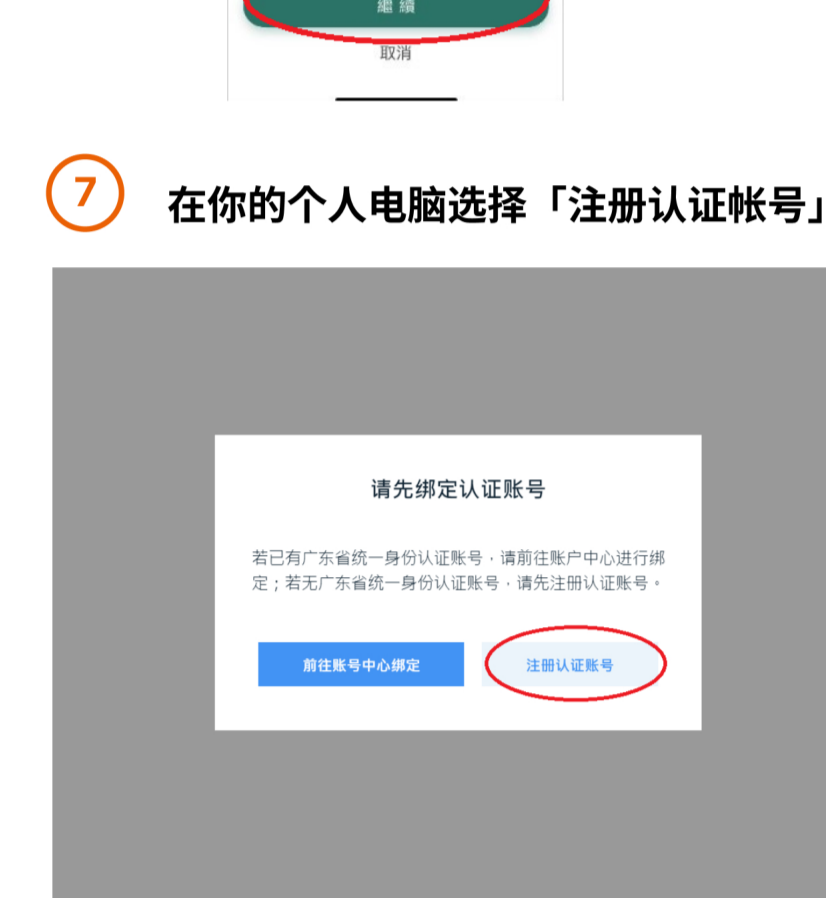 繼續
取消
7
在你的个人电脑选择「注册认证帐号」
请先绑定认证账号
若已有广东省统一身份认证账号，请前往账户中心进行绑
定；若无广东省统一身份认证账号，请先注册认证账号。
前往账号中心绑定
注册认证账号